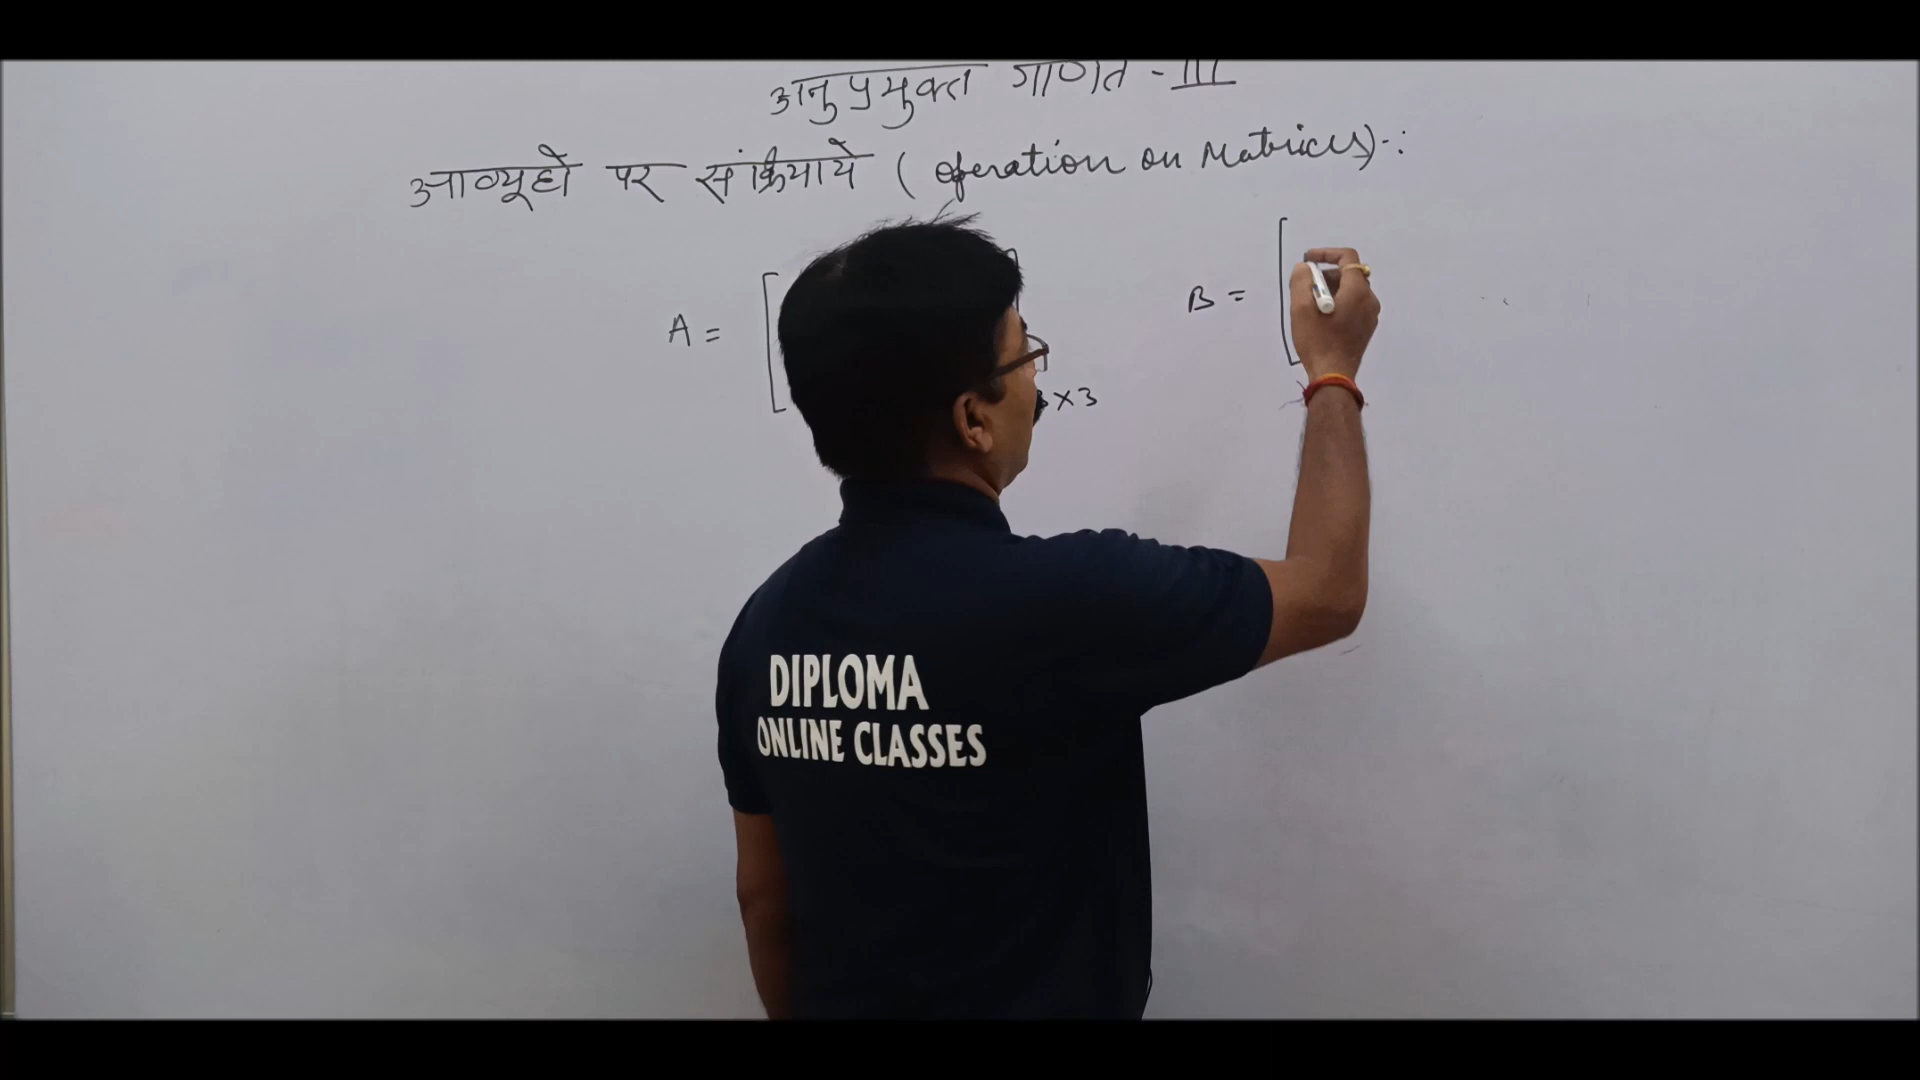 अनुप्रयुक्त गणित - III
आव्यूहो पर संक्रियाये ( operation on Matrices) -:
A = [
3×3
B = [
DIPLOMA
ONLINE CLASSES